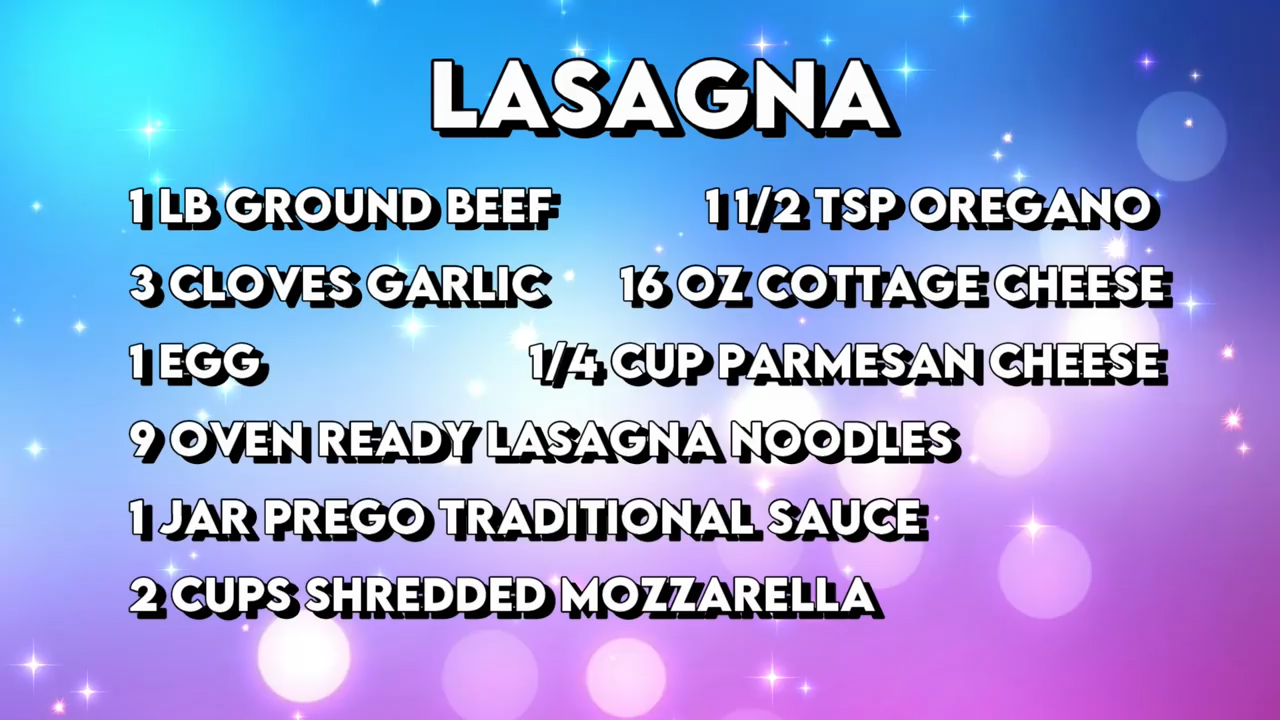 LASAGNA
1 LB GROUND BEEF 1 1/2 TSP OREGANO
3 CLOVES GARLIC 16 OZ COTTAGE CHEESE
1 EGG 1/4 CUP PARMESAN CHEESE
9 OVEN READY LASAGNA NOODLES
1 JAR PREGO TRADITIONAL SAUCE
2 CUPS SHREDDED MOZZARELLA